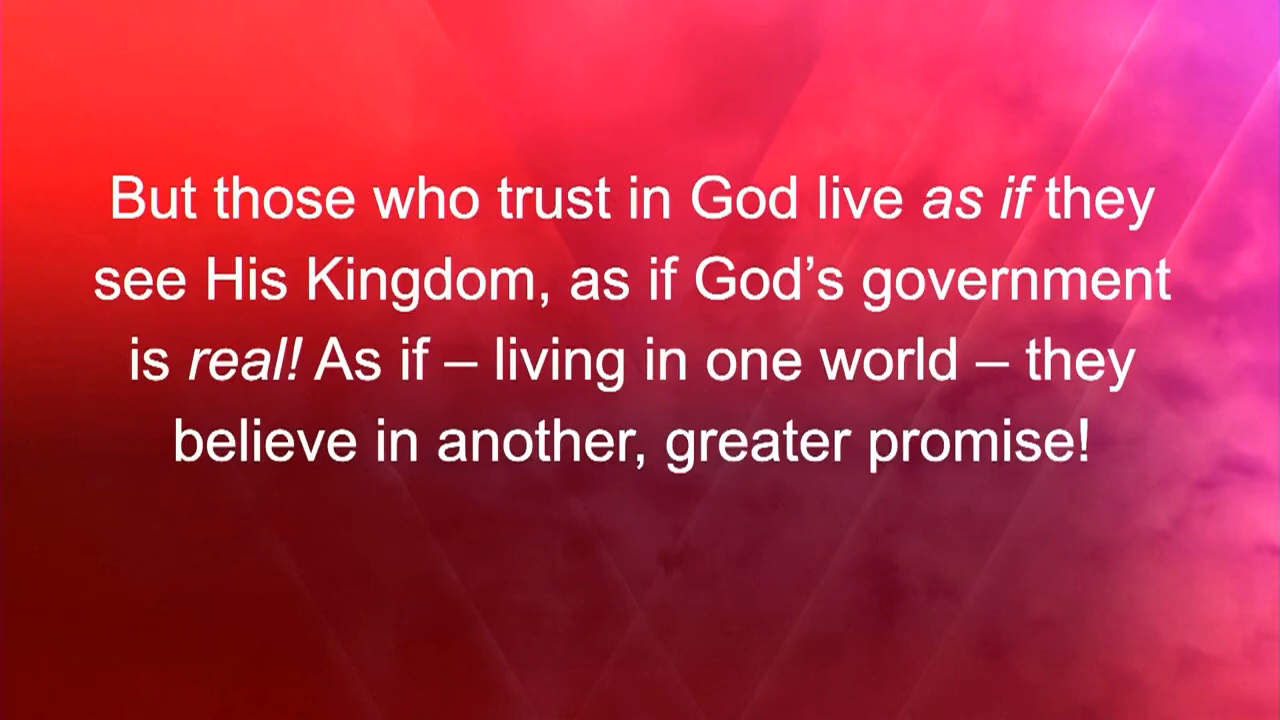 But those who trust in God live as if they
see His Kingdom, as if God’s government
is real! As if – living in one world – they
believe in another, greater promise!